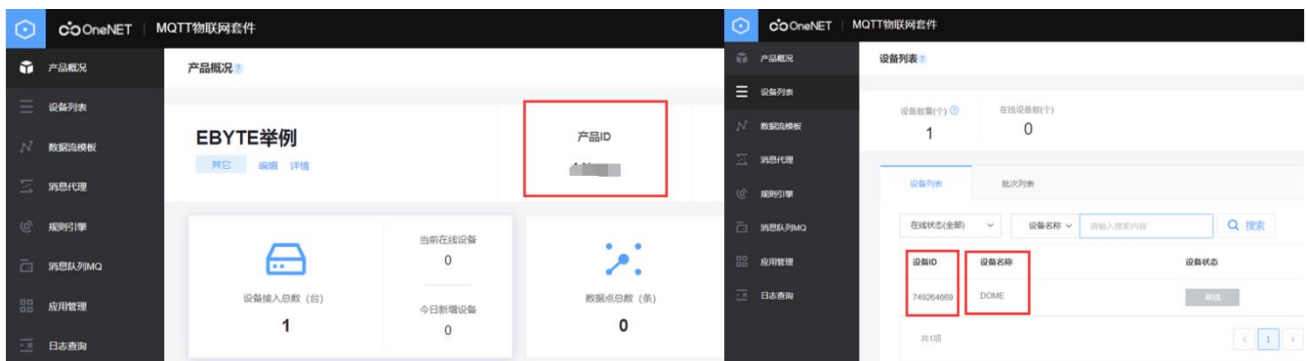 OneNET MQTT物联网套件
产品概况
设备列表
数据流模板
消息代理
规则引擎
消息队列MQ
应用管理
日志查询
产品概况
EBYTE举例
其它 编辑 详情
产品ID
设备接入总数 (台)
1
当前在线设备
0
今日新增设备
0
数据点总数 (条)
0
OneNET MQTT物联网套件
产品概况
设备列表
数据流模板
消息代理
规则引擎
消息队列MQ
应用管理
日志查询
设备列表
设备数量(个) 在线设备数(个)
1 0
设备列表 批次列表
在线状态(全部) 设备名称 请输入搜索内容 搜索
设备ID 设备名称 设备状态
749264669 DOME 离线
共1项 1